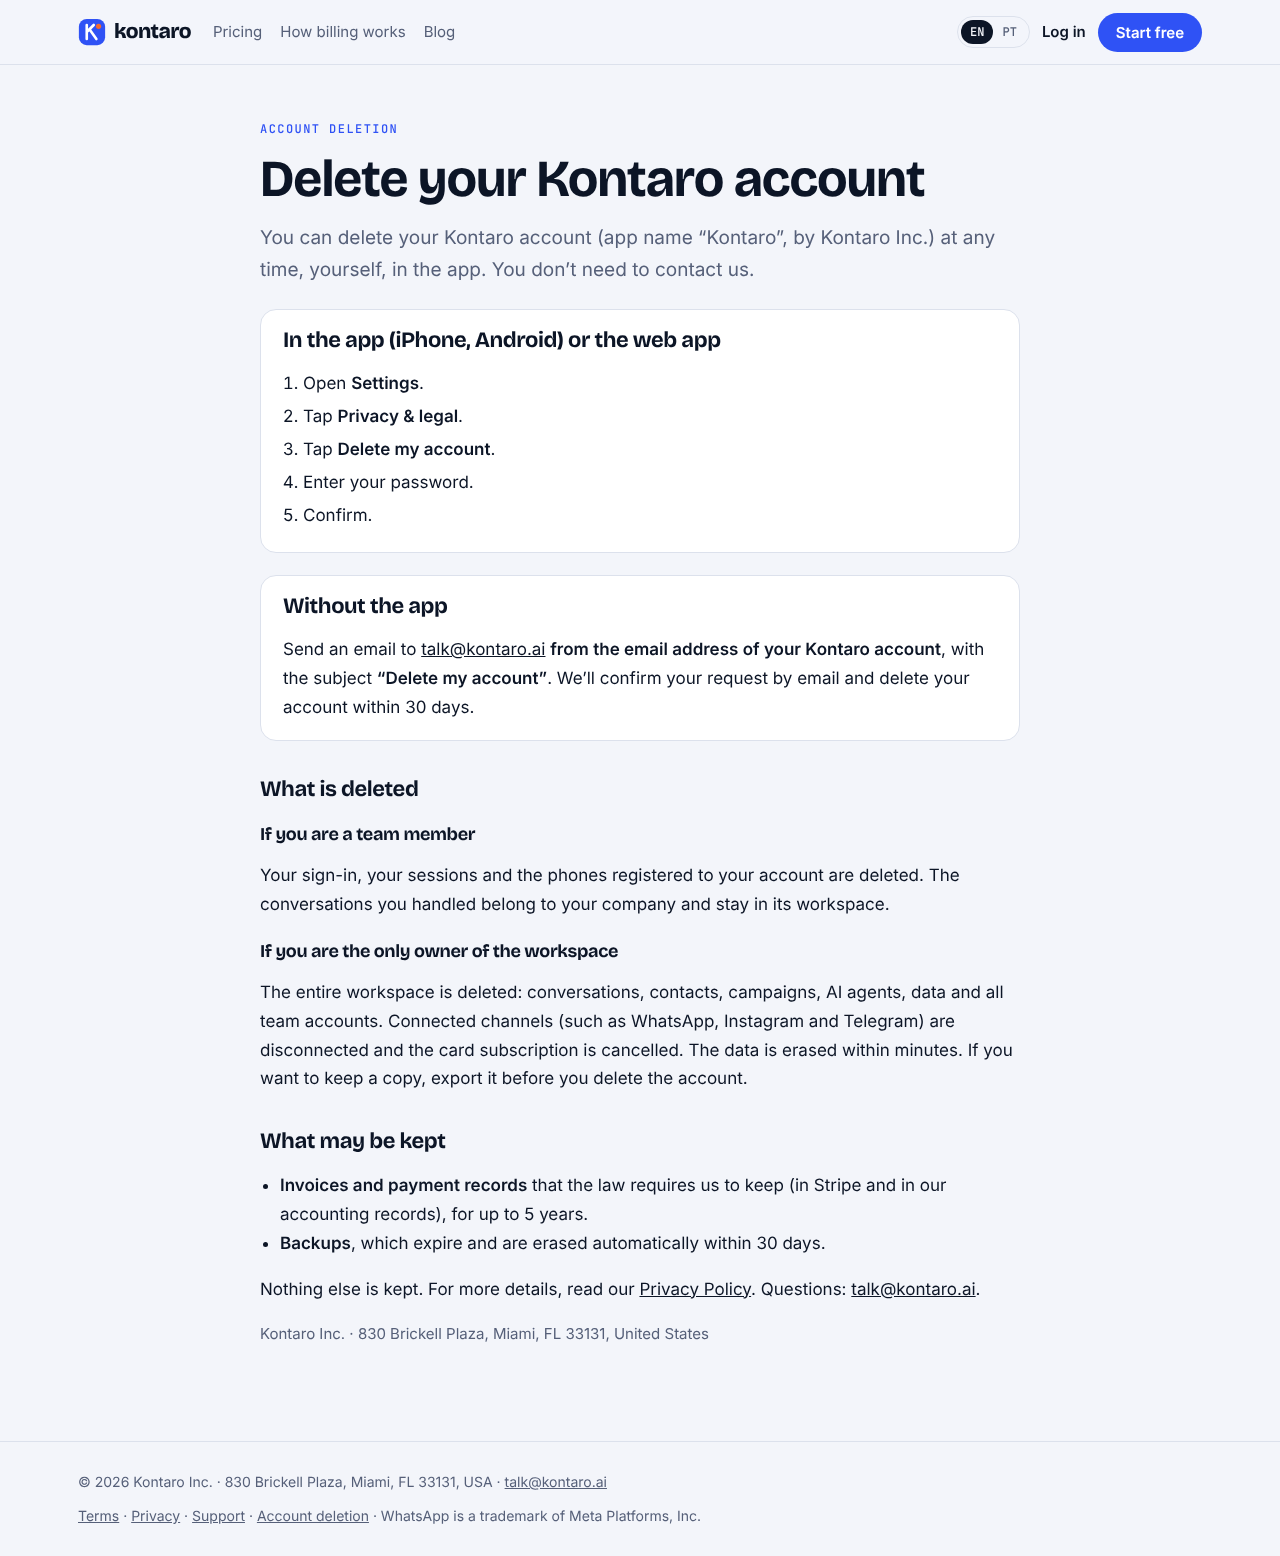 kontaro Pricing How billing works Blog EN PT Log in Start free
ACCOUNT DELETION
Delete your Kontaro account
You can delete your Kontaro account (app name “Kontaro”, by Kontaro Inc.) at any
time, yourself, in the app. You don’t need to contact us.
In the app (iPhone, Android) or the web app
1. Open Settings.
2. Tap Privacy & legal.
3. Tap Delete my account.
4. Enter your password.
5. Confirm.
Without the app
Send an email to talk@kontaro.ai from the email address of your Kontaro account, with
the subject “Delete my account”. We’ll confirm your request by email and delete your
account within 30 days.
What is deleted
If you are a team member
Your sign-in, your sessions and the phones registered to your account are deleted. The
conversations you handled belong to your company and stay in its workspace.
If you are the only owner of the workspace
The entire workspace is deleted: conversations, contacts, campaigns, AI agents, data and all
team accounts. Connected channels (such as WhatsApp, Instagram and Telegram) are
disconnected and the card subscription is cancelled. The data is erased within minutes. If you
want to keep a copy, export it before you delete the account.
What may be kept
• Invoices and payment records that the law requires us to keep (in Stripe and in our
accounting records), for up to 5 years.
• Backups, which expire and are erased automatically within 30 days.
Nothing else is kept. For more details, read our Privacy Policy. Questions: talk@kontaro.ai.
Kontaro Inc. · 830 Brickell Plaza, Miami, FL 33131, United States
© 2026 Kontaro Inc. · 830 Brickell Plaza, Miami, FL 33131, USA · talk@kontaro.ai
Terms · Privacy · Support · Account deletion · WhatsApp is a trademark of Meta Platforms, Inc.